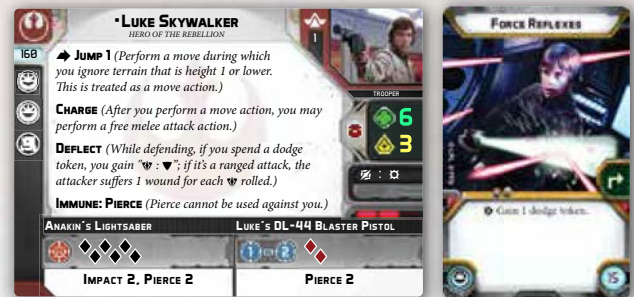 • Luke Skywalker
HERO OF THE REBELLION
1
160
Jump 1 (Perform a move during which
you ignore terrain that is height 1 or lower.
This is treated as a move action.)
Charge (After you perform a move action, you may
perform a free melee attack action.)
Deflect (While defending, if you spend a dodge
token, you gain " : "; if it's a ranged attack, the
attacker suffers 1 wound for each rolled.)
Immune: Pierce (Pierce cannot be used against you.)
TROOPER
6
3
:
Anakin's Lightsaber
Impact 2, Pierce 2
Luke's DL-44 Blaster Pistol
1 2
Pierce 2
Force Reflexes
Gain 1 dodge token.
15